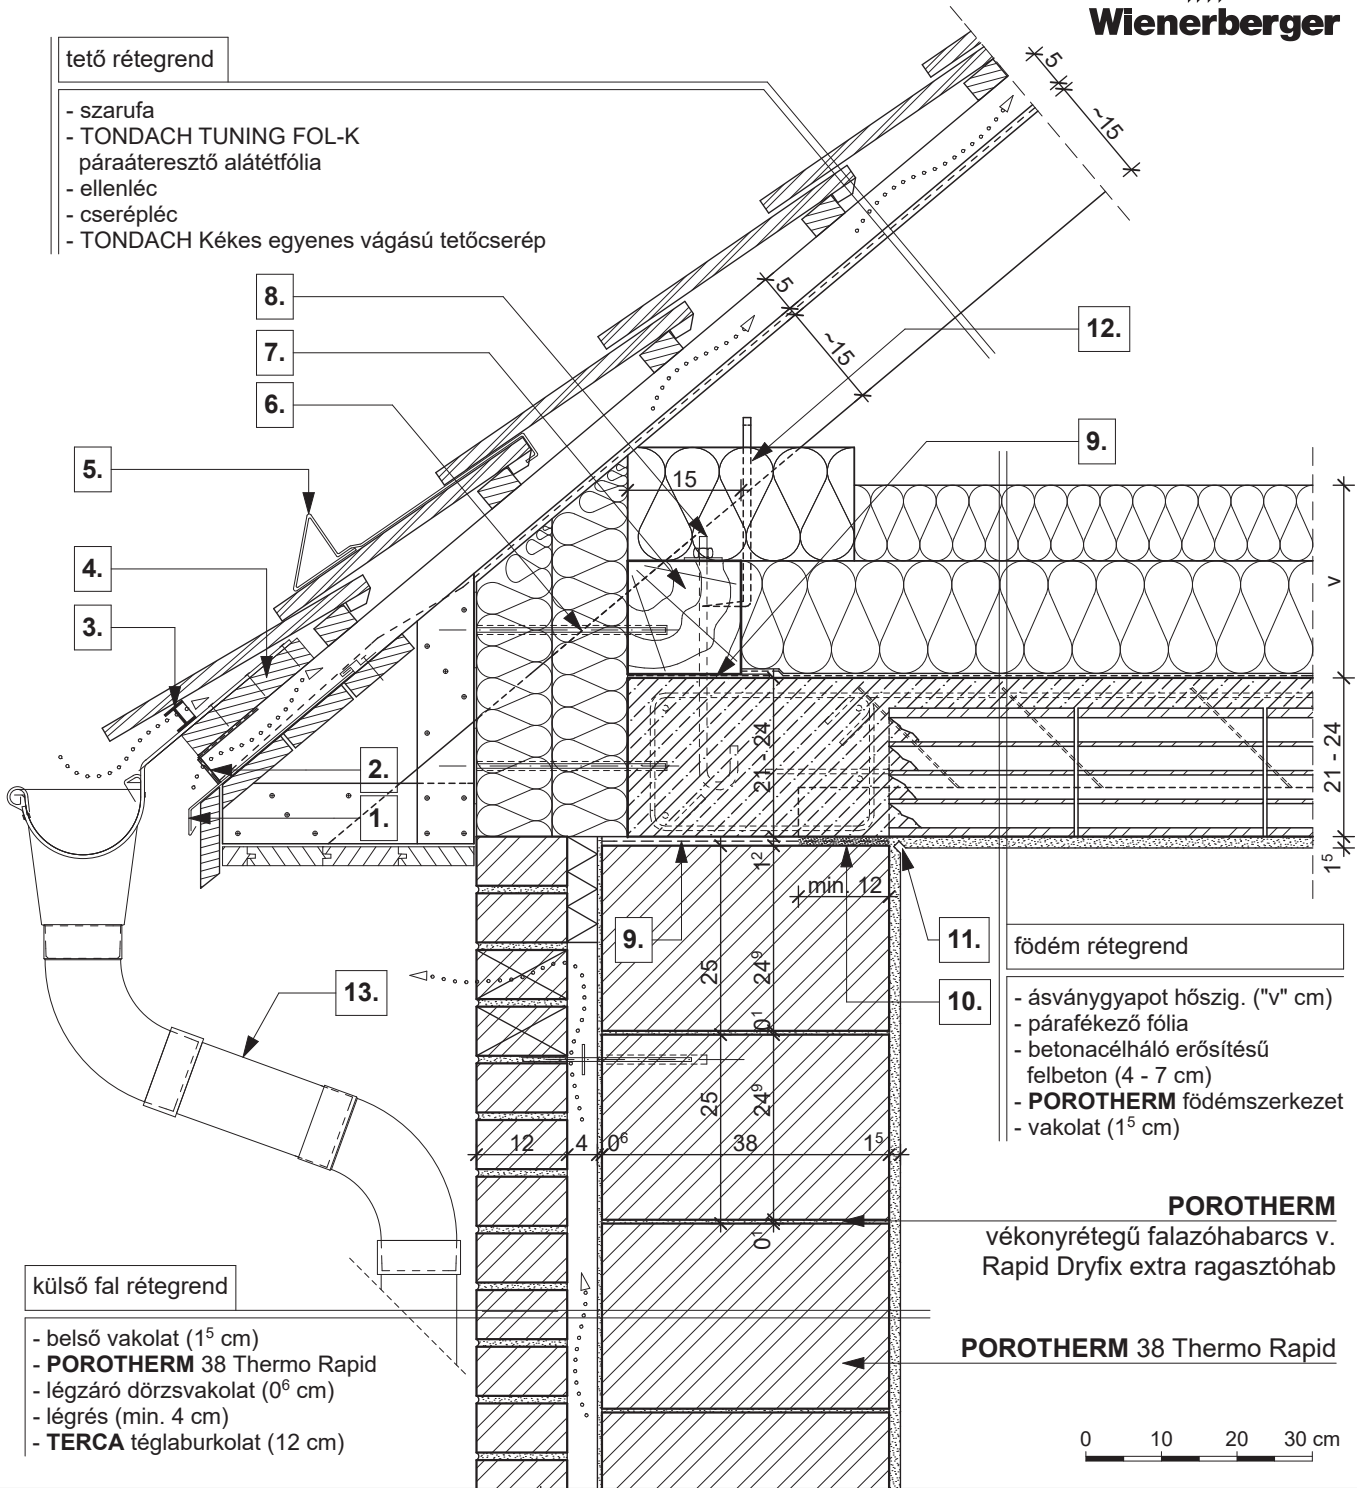 Wienerberger
tető rétegrend
- szarufa
- TONDACH TUNING FOL-K
páraáteresztő alátétfólia
- ellenléc
- cserépléc
- TONDACH Kékes egyenes vágású tetőcserép
5
~15
5
~15
8.
7.
6.
5.
4.
3.
2.
1.
12.
9.
15
v
21 - 24
21 - 24
1⁵
1²
min. 12
9.
11.
10.
13.
25
24⁹
0¹
25
24⁹
0¹
12
4
0⁶
38
1⁵
födém rétegrend
- ásványgyapot hőszig. ("v" cm)
- párafékező fólia
- betonacélháló erősítésű
felbeton (4 - 7 cm)
- POROTHERM födémszerkezet
- vakolat (1⁵ cm)
POROTHERM
vékonyrétegű falazóhabarcs v.
Rapid Dryfix extra ragasztóhab
POROTHERM 38 Thermo Rapid
külső fal rétegrend
- belső vakolat (1⁵ cm)
- POROTHERM 38 Thermo Rapid
- légzáró dörzsvakolat (0⁶ cm)
- légrés (min. 4 cm)
- TERCA téglaburkolat (12 cm)
0 10 20 30 cm